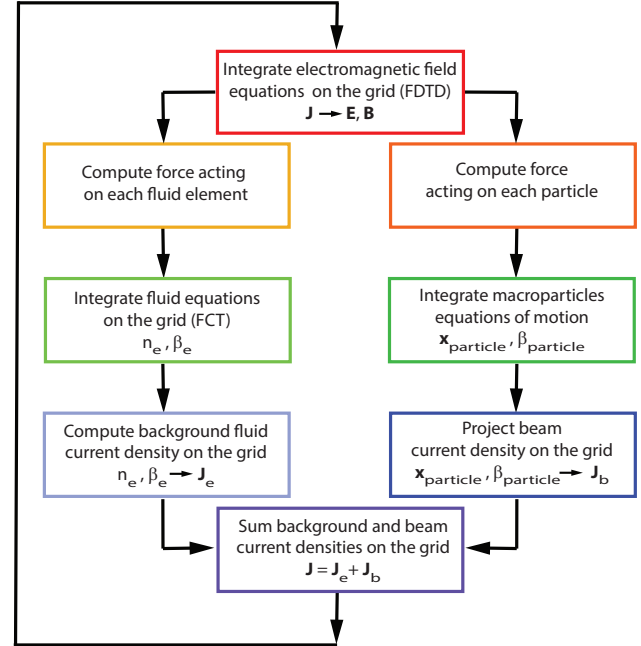 Integrate electromagnetic field
equations on the grid (FDTD)
J → E, B
Compute force acting
on each fluid element
Compute force
acting on each particle
Integrate fluid equations
on the grid (FCT)
n_e , β_e
Integrate macroparticles
equations of motion
x_particle , β_particle
Compute background fluid
current density on the grid
n_e , β_e → J_e
Project beam
current density on the grid
x_particle , β_particle → J_b
Sum background and beam
current densities on the grid
J = J_e + J_b